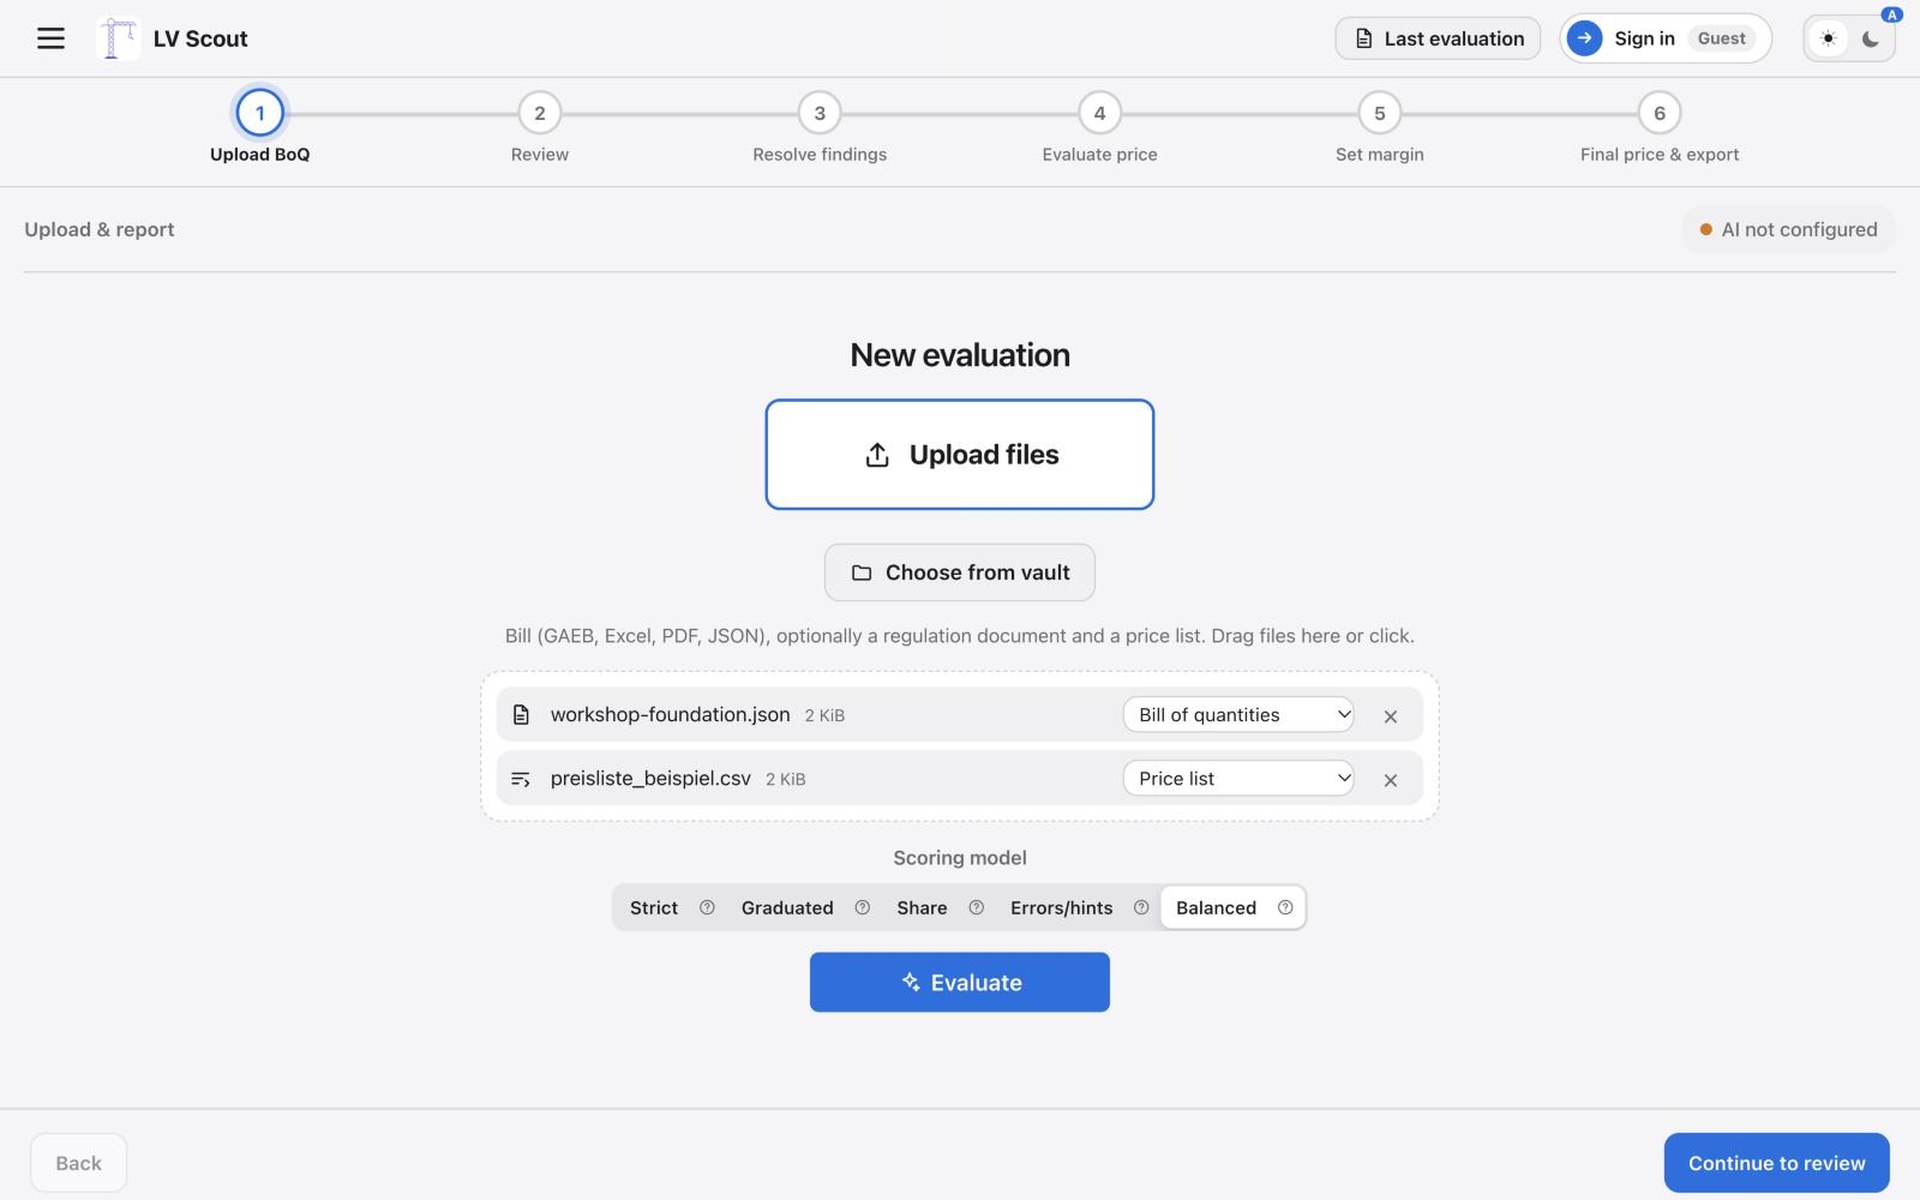 LV Scout
Last evaluation
Sign in
Guest
A
1
2
3
4
5
6
Upload BoQ
Review
Resolve findings
Evaluate price
Set margin
Final price & export
Upload & report
AI not configured
New evaluation
Upload files
Choose from vault
Bill (GAEB, Excel, PDF, JSON), optionally a regulation document and a price list. Drag files here or click.
workshop-foundation.json 2 KiB
Bill of quantities
preisliste_beispiel.csv 2 KiB
Price list
Scoring model
Strict ? Graduated ? Share ? Errors/hints ? Balanced ?
Evaluate
Back
Continue to review